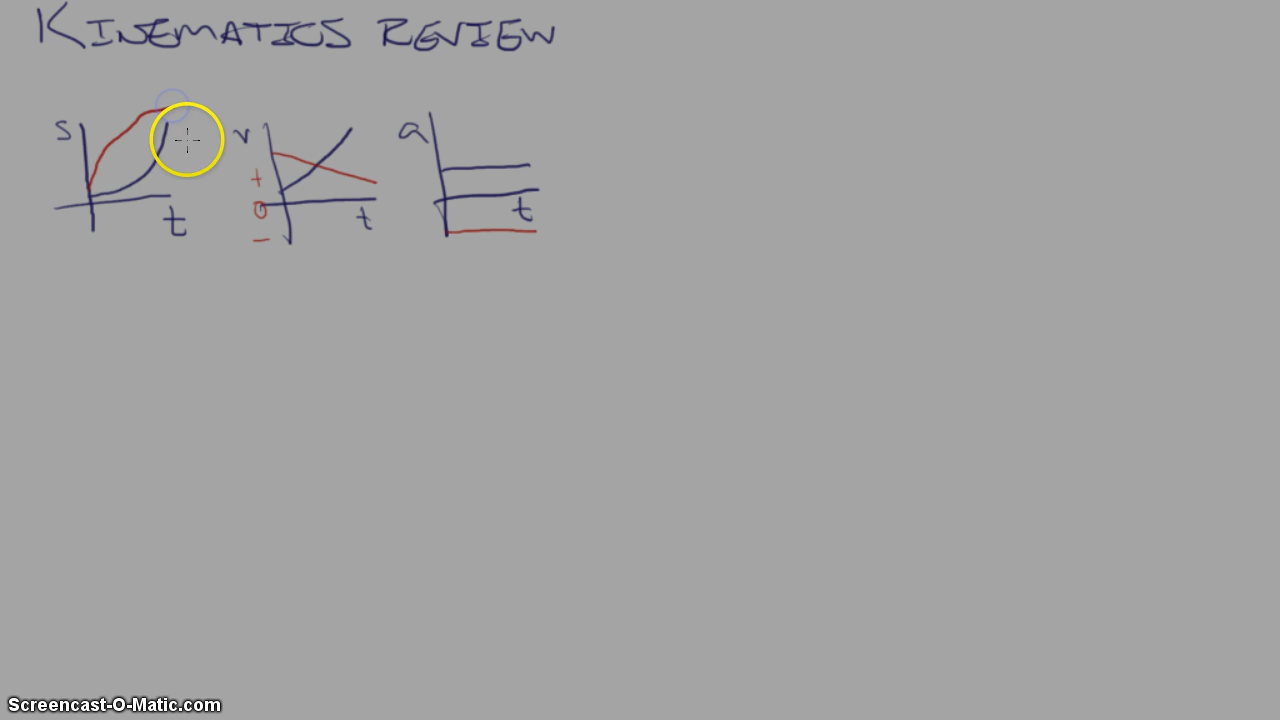 KINEMATICS REVIEW
s t
v + 0 - t
a t
Screencast-O-Matic.com